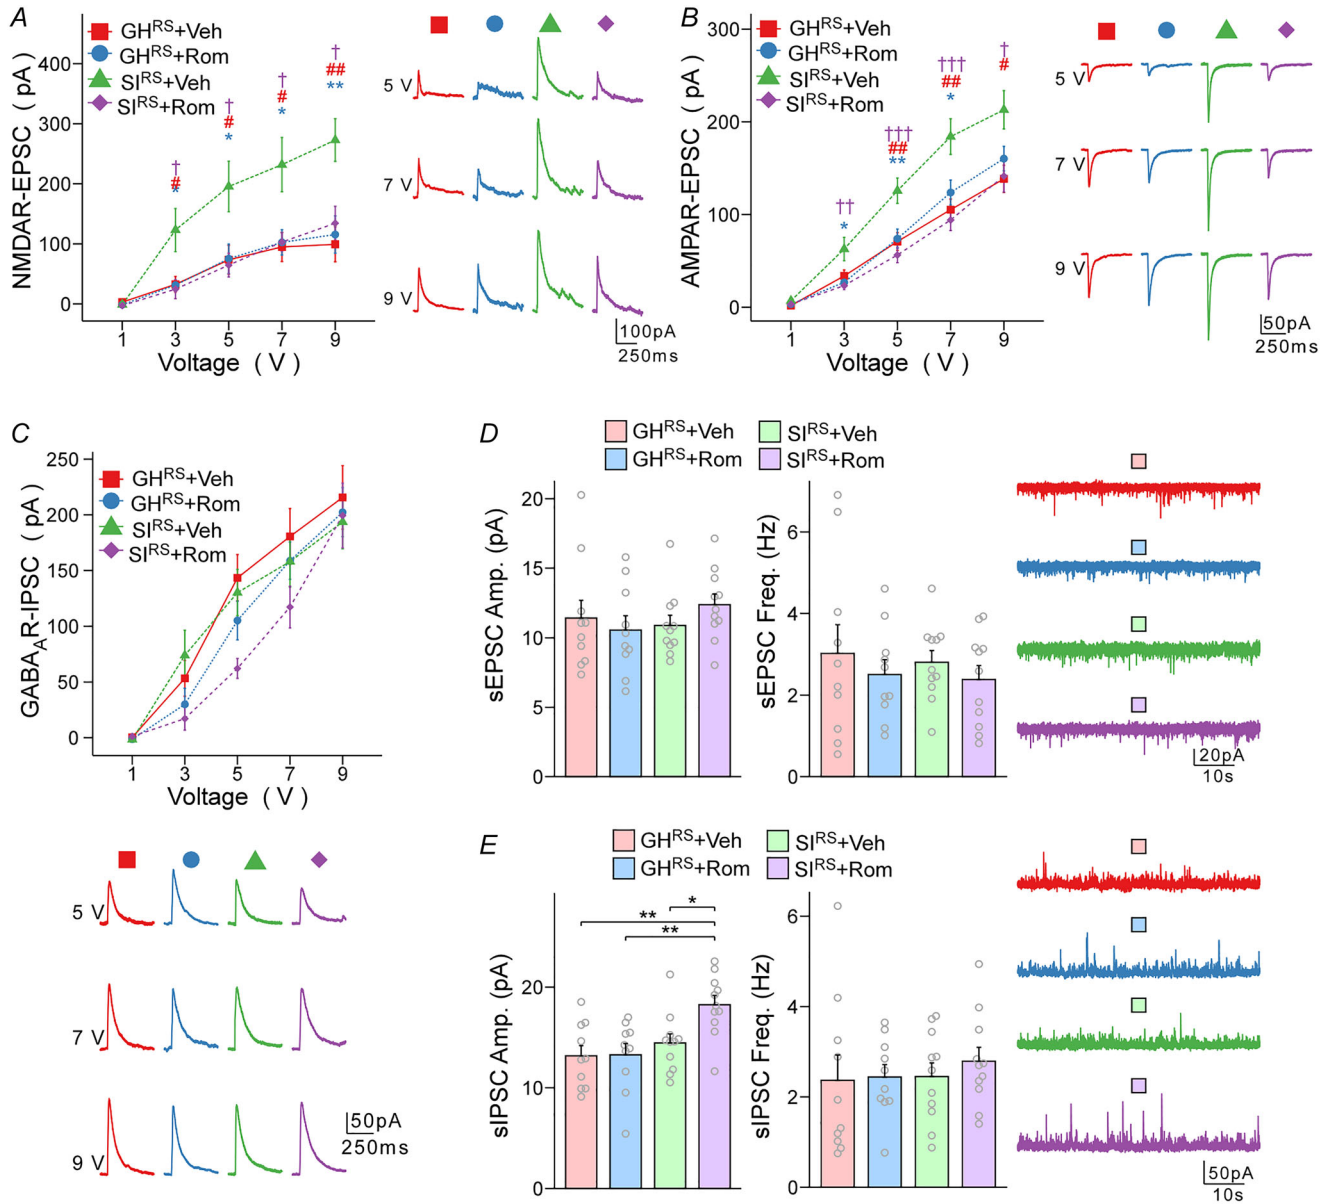 A
GH^RS+Veh
GH^RS+Rom
SI^RS+Veh
SI^RS+Rom
NMDAR-EPSC ( pA)
400
300
200
100
0
†
#
*
†
#
*
†
#
*
†
##
**
1 3 5 7 9
Voltage ( V )
5 V
7 V
9 V
100pA
250ms
B
GH^RS+Veh
GH^RS+Rom
SI^RS+Veh
SI^RS+Rom
AMPAR-EPSC ( pA)
300
200
100
0
††
*
†††
##
**
†††
##
*
†
#
1 3 5 7 9
Voltage ( V )
5 V
7 V
9 V
50pA
250ms
C
GH^RS+Veh
GH^RS+Rom
SI^RS+Veh
SI^RS+Rom
GABA_AR-IPSC ( pA)
250
200
150
100
50
0
1 3 5 7 9
Voltage ( V )
5 V
7 V
9 V
50pA
250ms
D
GH^RS+Veh
GH^RS+Rom
SI^RS+Veh
SI^RS+Rom
sEPSC Amp. (pA)
20
15
10
5
0
sEPSC Freq. (Hz)
6
4
2
0
20pA
10s
E
GH^RS+Veh
GH^RS+Rom
SI^RS+Veh
SI^RS+Rom
sIPSC Amp. (pA)
20
10
0
*
**
**
sIPSC Freq. (Hz)
6
4
2
0
50pA
10s